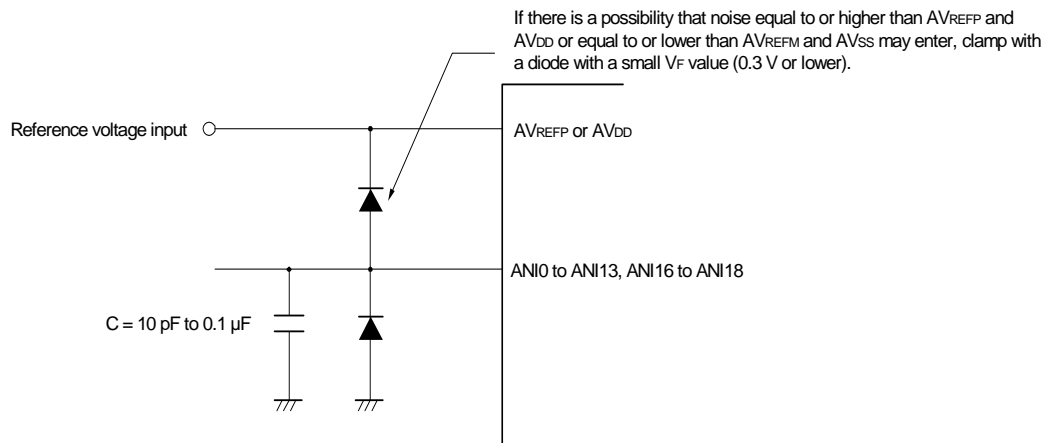 If there is a possibility that noise equal to or higher than AVREFP and
AVDD or equal to or lower than AVREFM and AVSS may enter, clamp with
a diode with a small VF value (0.3 V or lower).
Reference voltage input
AVREFP or AVDD
ANI0 to ANI13, ANI16 to ANI18
C = 10 pF to 0.1 µF